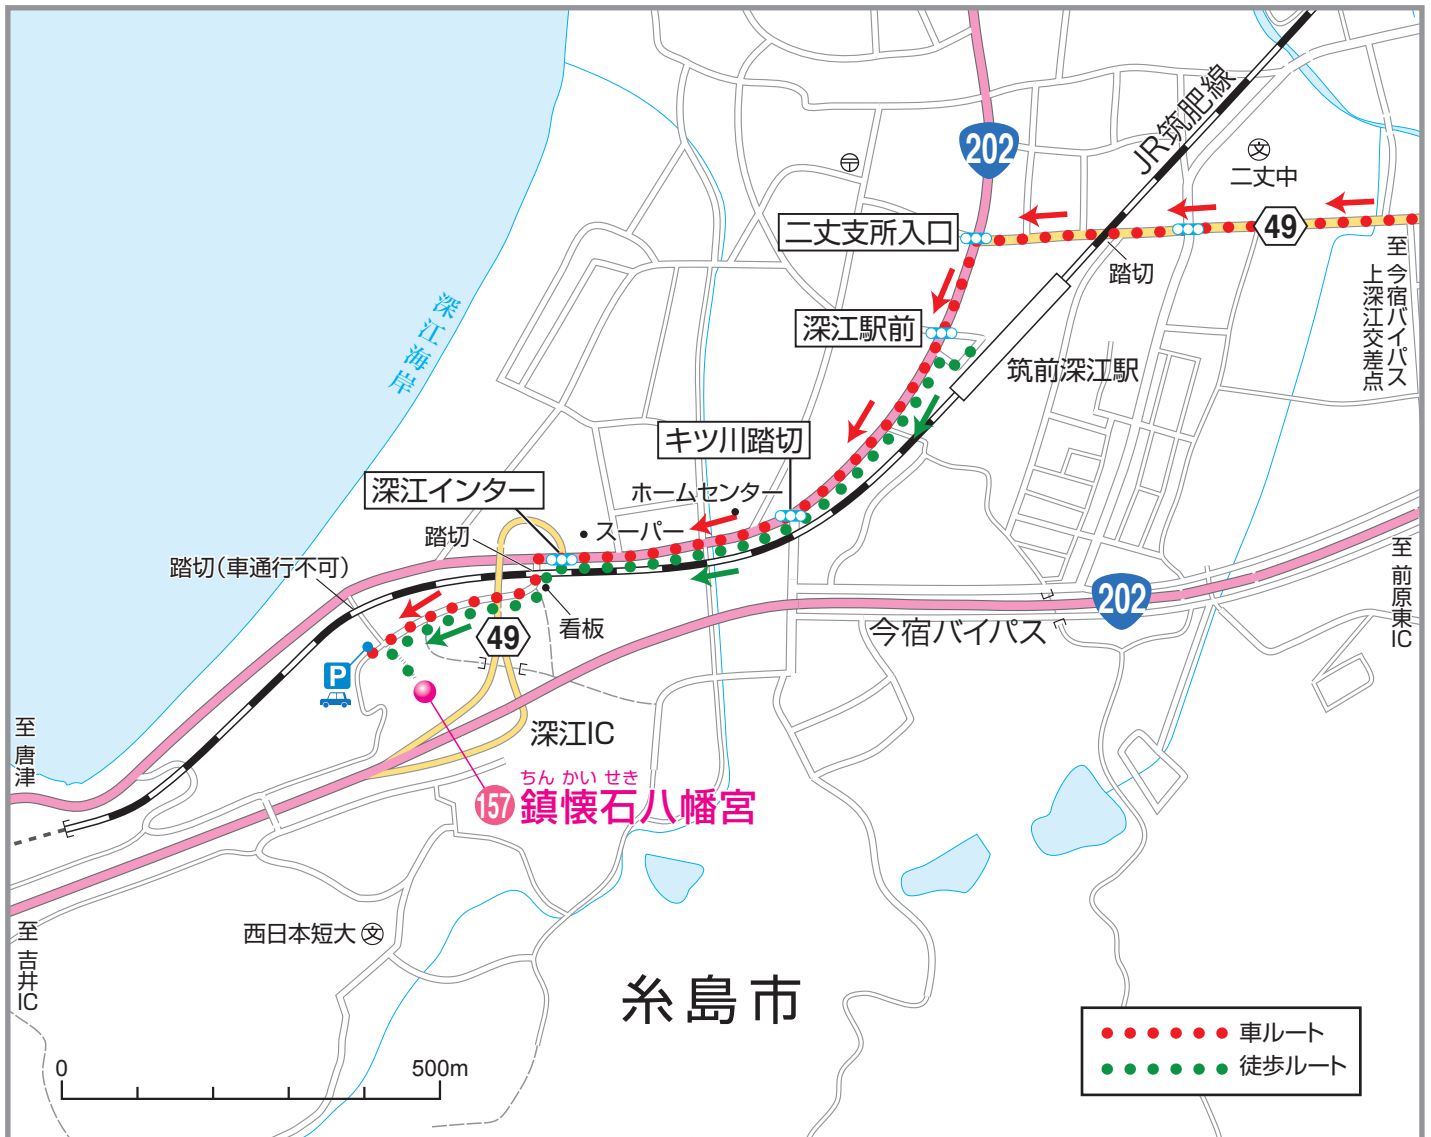 202
JR筑肥線
二丈中
二丈支所入口
49
踏切
至 今宿バイパス
上深江交差点
深江海岸
深江駅前
筑前深江駅
キツ川踏切
深江インター
ホームセンター
スーパー
踏切
踏切(車通行不可)
看板
49
202
今宿バイパス
至 前原東IC
P
至 唐津
深江IC
ちん かい せき
157 鎮懐石八幡宮
西日本短大
至 吉井IC
糸島市
0 500m
車ルート
徒歩ルート